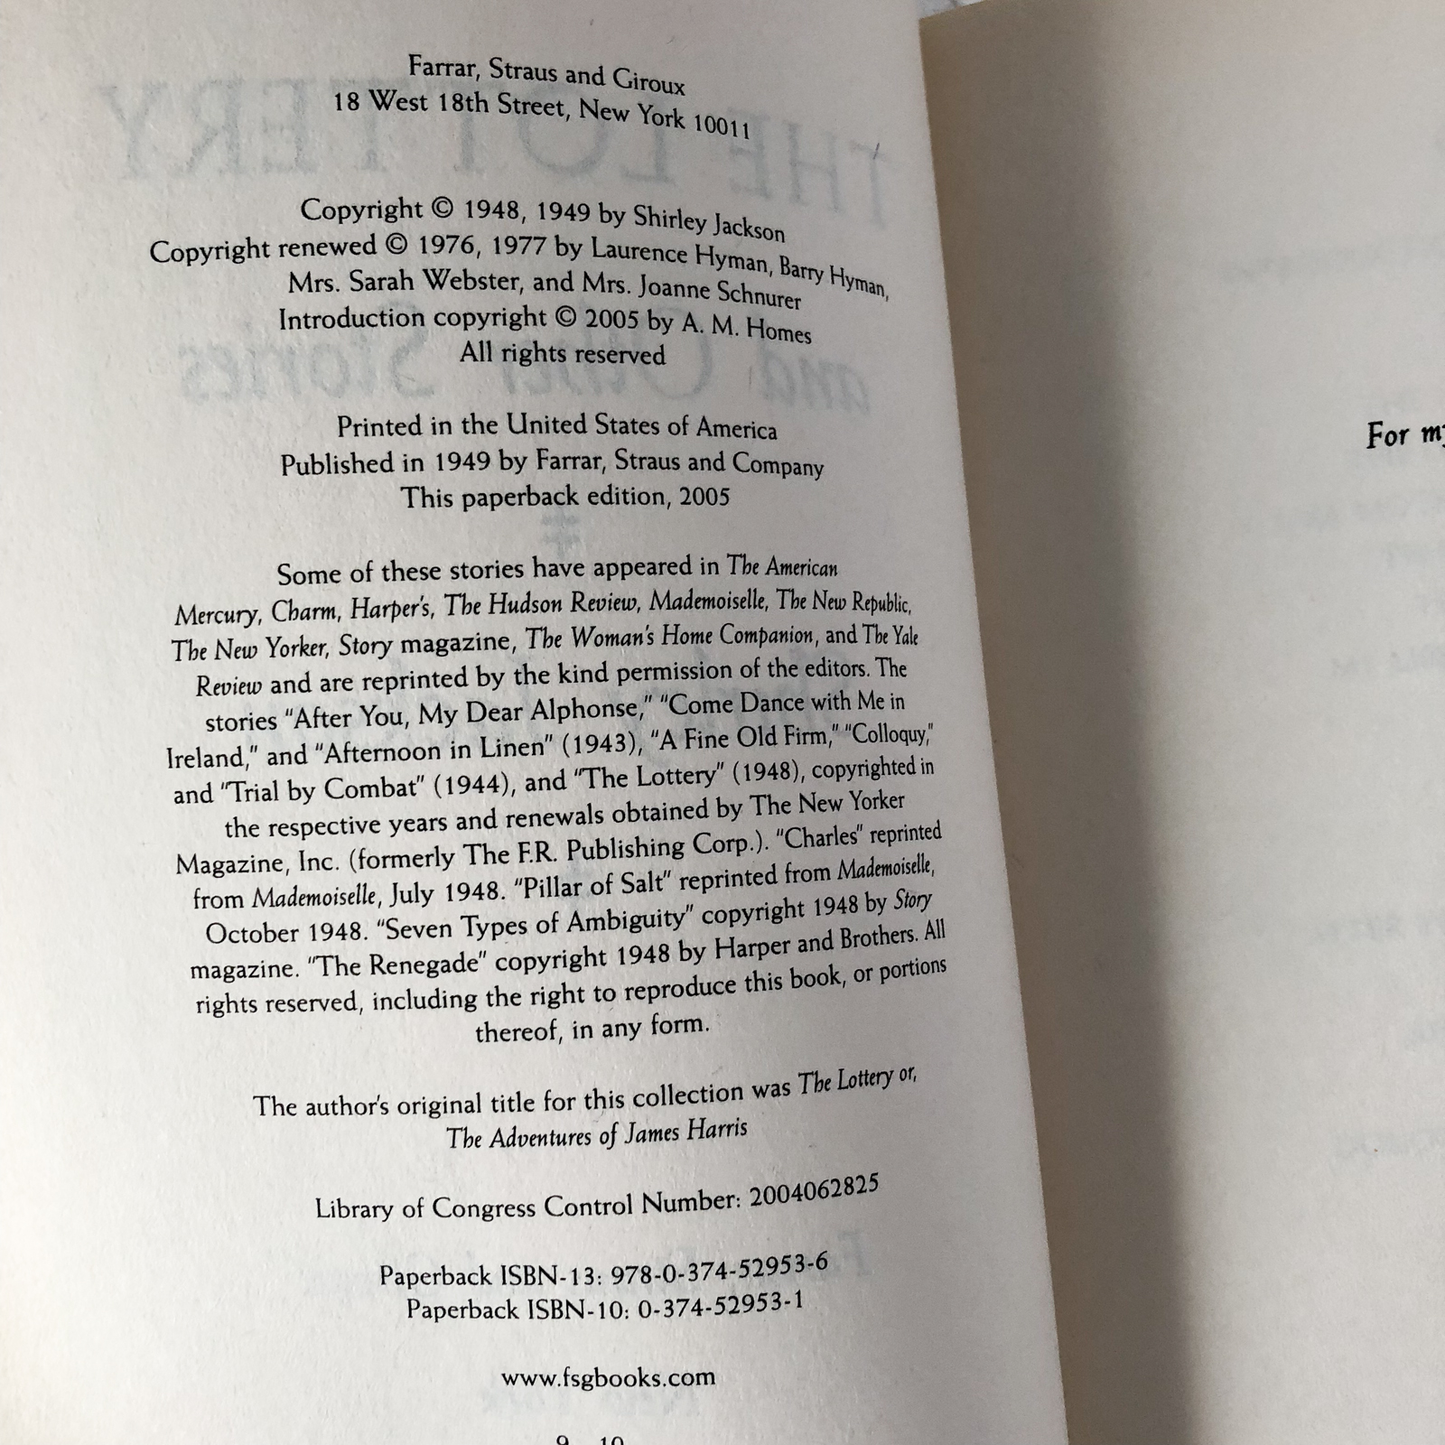 Farrar, Straus and Giroux
18 West 18th Street, New York 10011
Copyright © 1948, 1949 by Shirley Jackson
Copyright renewed © 1976, 1977 by Laurence Hyman, Barry Hyman,
Mrs. Sarah Webster, and Mrs. Joanne Schnurer
Introduction copyright © 2005 by A. M. Homes
All rights reserved
Printed in the United States of America
Published in 1949 by Farrar, Straus and Company
This paperback edition, 2005
Some of these stories have appeared in The American
Mercury, Charm, Harper's, The Hudson Review, Mademoiselle, The New Republic,
The New Yorker, Story magazine, The Woman's Home Companion, and The Yale
Review and are reprinted by the kind permission of the editors. The
stories “After You, My Dear Alphonse,” “Come Dance with Me in
Ireland,” and “Afternoon in Linen” (1943), “A Fine Old Firm,” “Colloquy,”
and “Trial by Combat” (1944), and “The Lottery” (1948), copyrighted in
the respective years and renewals obtained by The New Yorker
Magazine, Inc. (formerly The F.R. Publishing Corp.). “Charles” reprinted
from Mademoiselle, July 1948. “Pillar of Salt” reprinted from Mademoiselle,
October 1948. “Seven Types of Ambiguity” copyright 1948 by Story
magazine. “The Renegade” copyright 1948 by Harper and Brothers. All
rights reserved, including the right to reproduce this book, or portions
thereof, in any form.
The author's original title for this collection was The Lottery or,
The Adventures of James Harris
Library of Congress Control Number: 2004062825
Paperback ISBN-13: 978-0-374-52953-6
Paperback ISBN-10: 0-374-52953-1
www.fsgbooks.com
9 10
For my